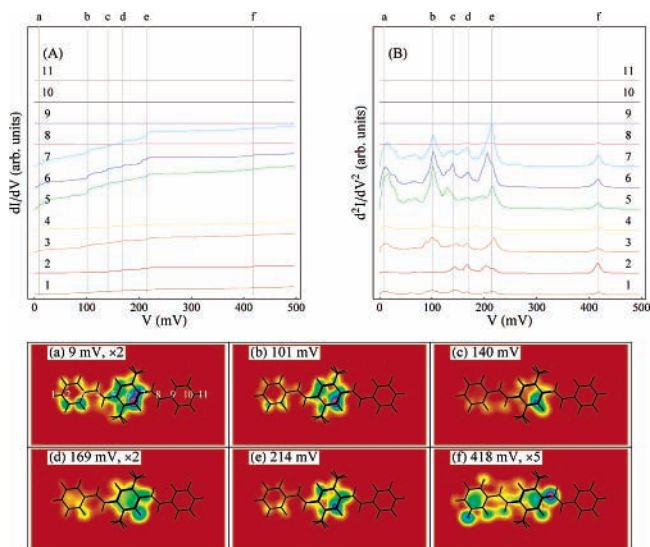 a b c d e f
(A)
11
10
9
8
7
6
5
4
3
2
1
dI/dV (arb. units)
0 100 200 300 400 500
V (mV)
a b c d e f
(B)
11
10
9
8
7
6
5
4
3
2
1
d²I/dV² (arb. units)
0 100 200 300 400 500
V (mV)
(a) 9 mV, ×2
1 2 8 9 10 11
(b) 101 mV
(c) 140 mV
(d) 169 mV, ×2
(e) 214 mV
(f) 418 mV, ×5